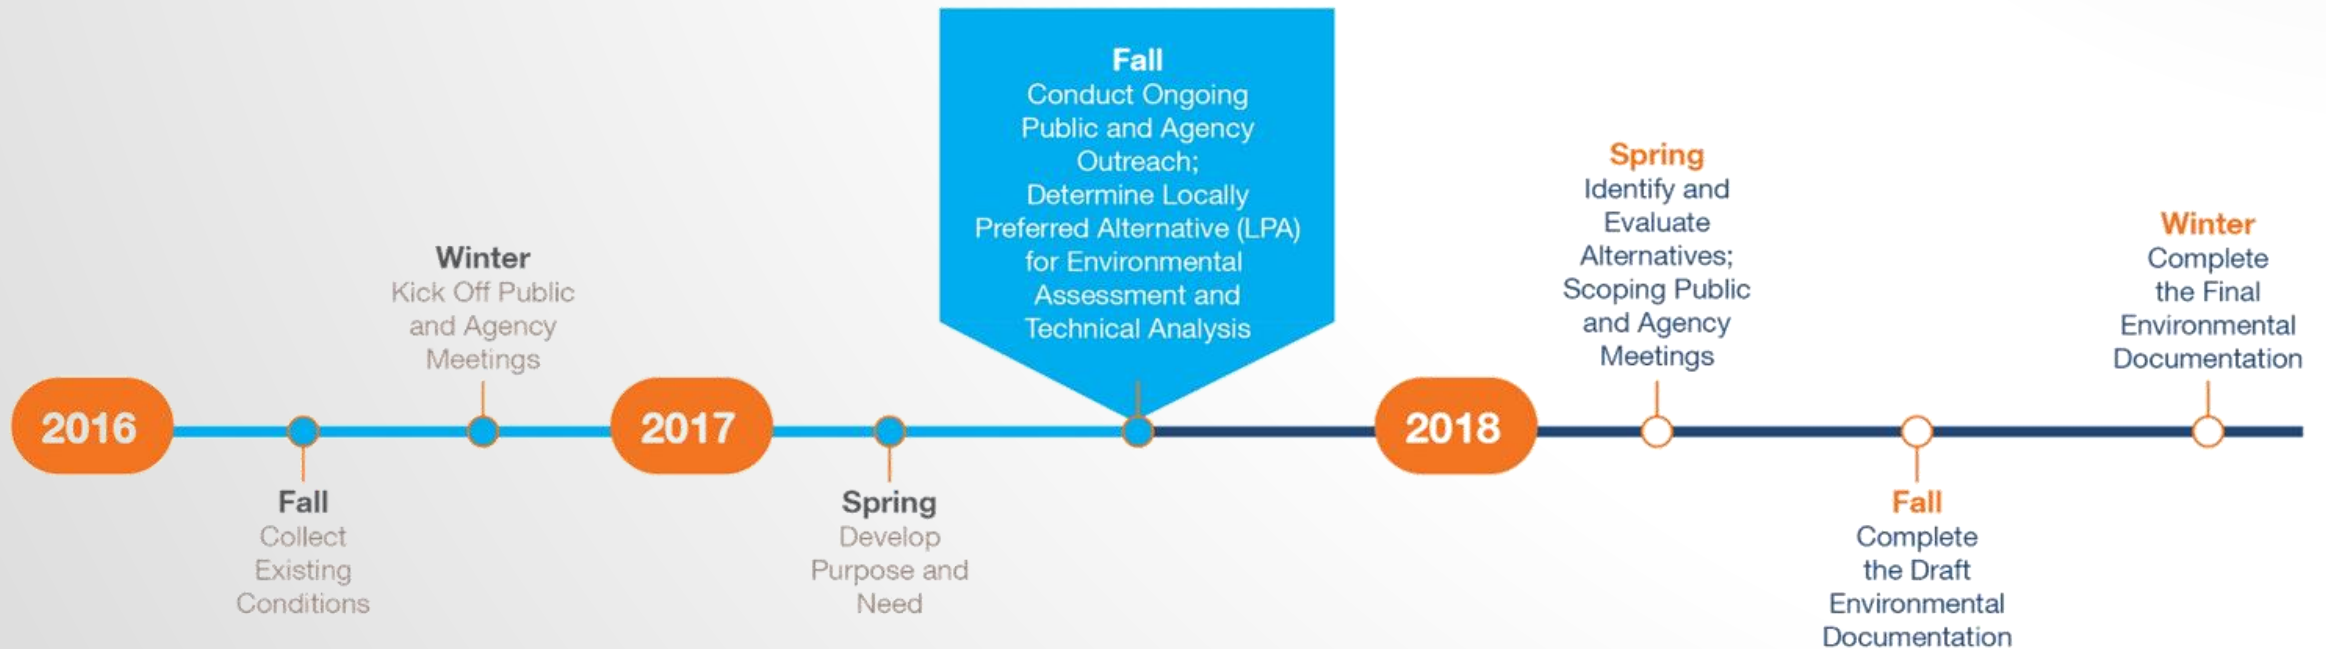 2016
Fall
Collect
Existing
Conditions
Winter
Kick Off Public
and Agency
Meetings
2017
Spring
Develop
Purpose and
Need
Fall
Conduct Ongoing
Public and Agency
Outreach;
Determine Locally
Preferred Alternative (LPA)
for Environmental
Assessment and
Technical Analysis
2018
Spring
Identify and
Evaluate
Alternatives;
Scoping Public
and Agency
Meetings
Fall
Complete
the Draft
Environmental
Documentation
Winter
Complete
the Final
Environmental
Documentation